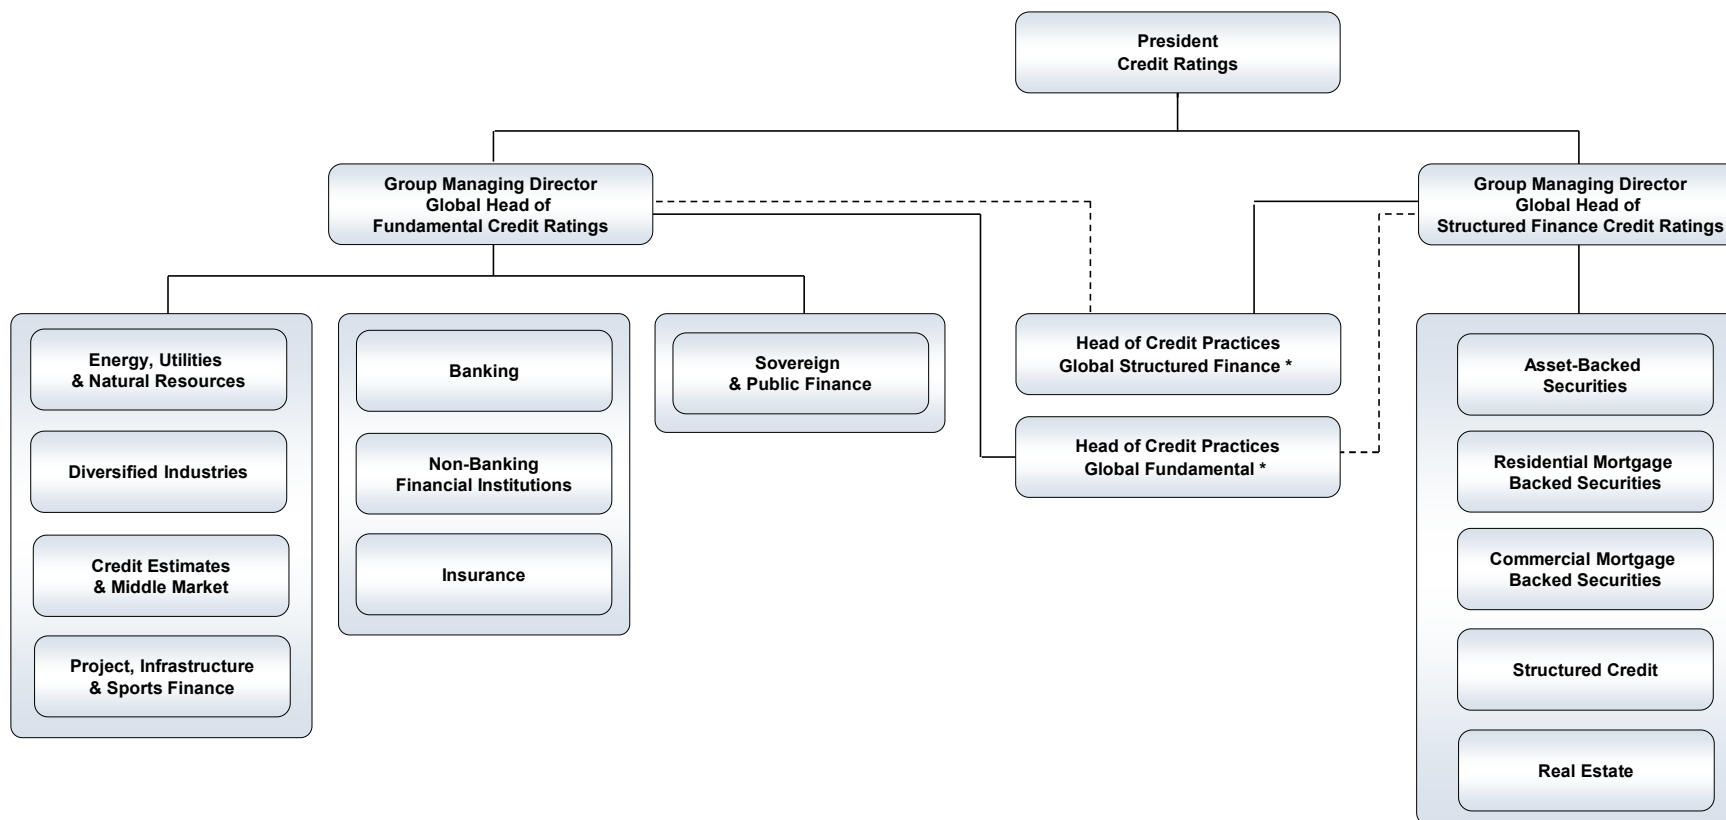 President
Credit Ratings
Group Managing Director
Global Head of
Fundamental Credit Ratings
Group Managing Director
Global Head of
Structured Finance Credit Ratings
Energy, Utilities
& Natural Resources
Diversified Industries
Credit Estimates
& Middle Market
Project, Infrastructure
& Sports Finance
Banking
Non-Banking
Financial Institutions
Insurance
Sovereign
& Public Finance
Head of Credit Practices
Global Structured Finance *
Head of Credit Practices
Global Fundamental *
Asset-Backed
Securities
Residential Mortgage
Backed Securities
Commercial Mortgage
Backed Securities
Structured Credit
Real Estate